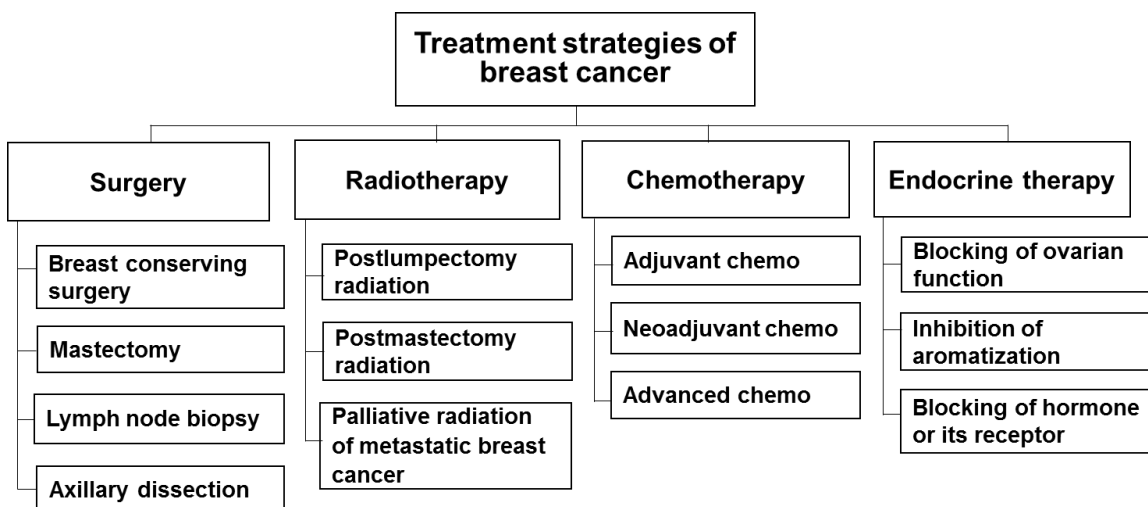 Treatment strategies of
breast cancer
Surgery
Breast conserving
surgery
Mastectomy
Lymph node biopsy
Axillary dissection
Radiotherapy
Postlumpectomy
radiation
Postmastectomy
radiation
Palliative radiation
of metastatic breast
cancer
Chemotherapy
Adjuvant chemo
Neoadjuvant chemo
Advanced chemo
Endocrine therapy
Blocking of ovarian
function
Inhibition of
aromatization
Blocking of hormone
or its receptor